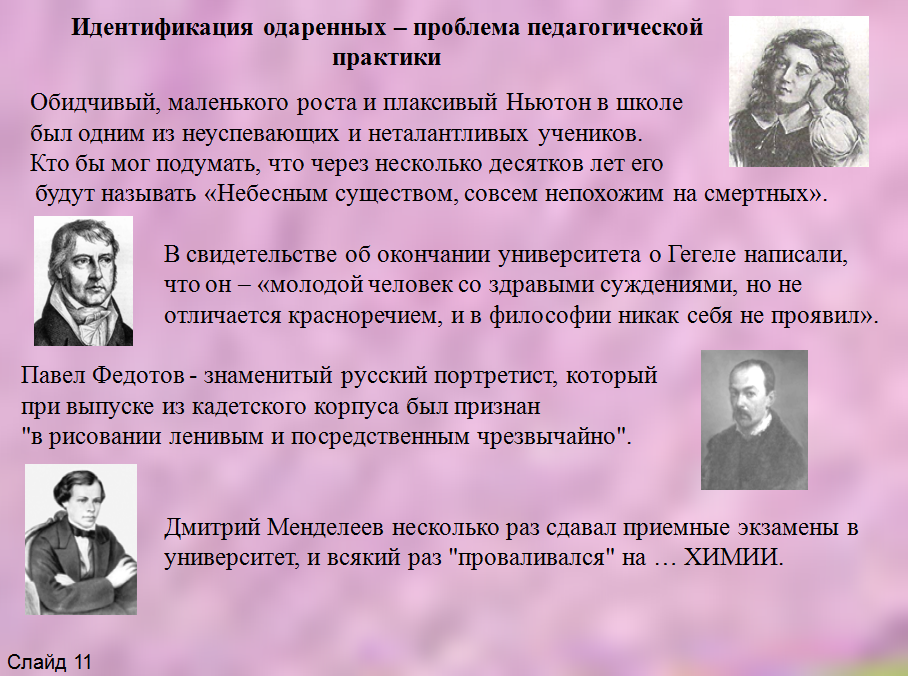 Идентификация одаренных – проблема педагогической
практики
Обидчивый, маленького роста и плаксивый Ньютон в школе
был одним из неуспевающих и неталантливых учеников.
Кто бы мог подумать, что через несколько десятков лет его
будут называть «Небесным существом, совсем непохожим на смертных».
В свидетельстве об окончании университета о Гегеле написали,
что он – «молодой человек со здравыми суждениями, но не
отличается красноречием, и в философии никак себя не проявил».
Павел Федотов - знаменитый русский портретист, который
при выпуске из кадетского корпуса был признан
"в рисовании ленивым и посредственным чрезвычайно".
Дмитрий Менделеев несколько раз сдавал приемные экзамены в
университет, и всякий раз "проваливался" на … ХИМИИ.
Слайд 11